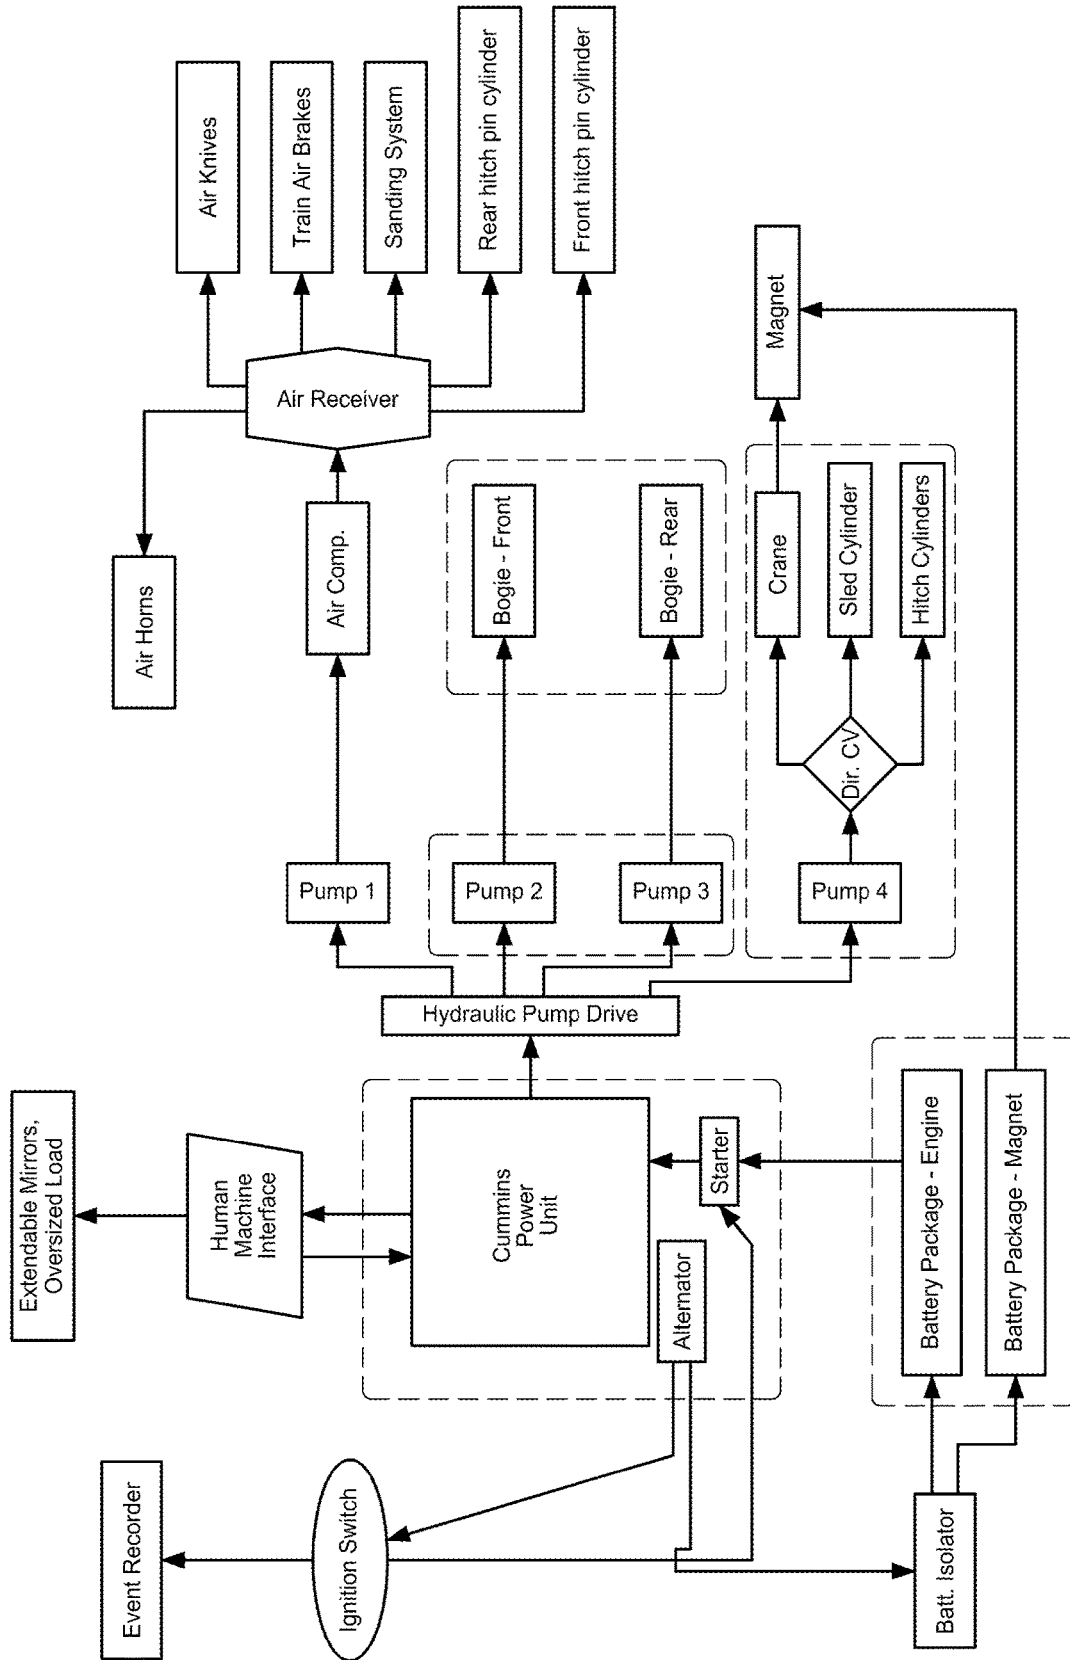 Event Recorder
Ignition Switch
Extendable Mirrors,
Oversized Load
Human
Machine
Interface
Cummins
Power
Unit
Alternator
Starter
Batt. Isolator
Battery Package - Engine
Battery Package - Magnet
Hydraulic Pump Drive
Pump 1
Pump 2
Pump 3
Pump 4
Air Horns
Air Comp.
Bogie - Front
Bogie - Rear
Dir. CV
Crane
Sled Cylinder
Hitch Cylinders
Air Receiver
Magnet
Air Knives
Train Air Brakes
Sanding System
Rear hitch pin cylinder
Front hitch pin cylinder